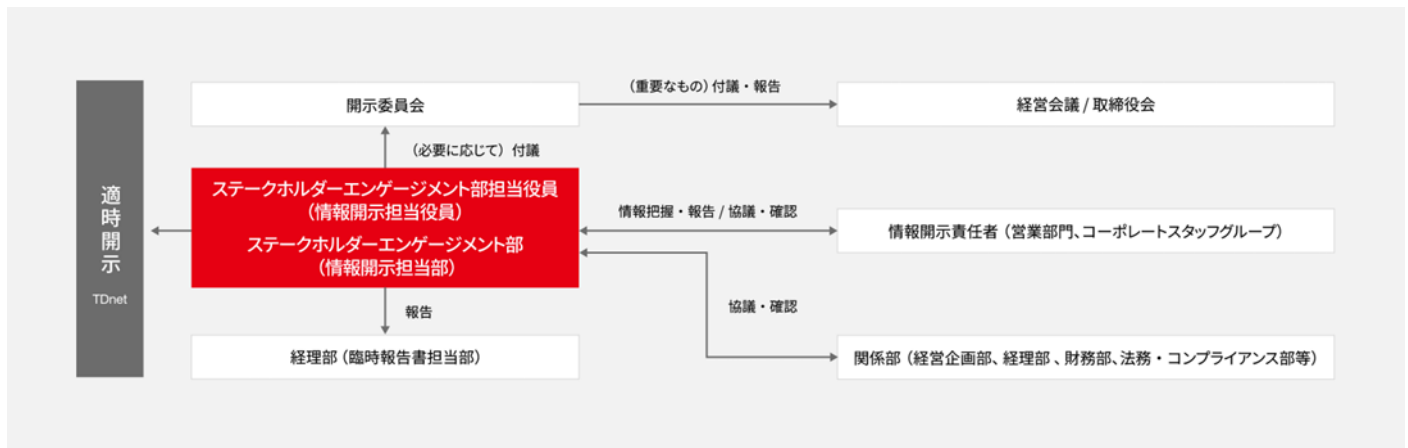 開示委員会
(重要なもの) 付議・報告
経営会議 / 取締役会
(必要に応じて) 付議
適時開示
TDnet
ステークホルダーエンゲージメント部担当役員
(情報開示担当役員)
ステークホルダーエンゲージメント部
(情報開示担当部)
情報把握・報告 / 協議・確認
情報開示責任者 (営業部門、コーポレートスタッフグループ)
報告
協議・確認
経理部 (臨時報告書担当部)
関係部 (経営企画部、経理部 、財務部、法務・コンプライアンス部等)